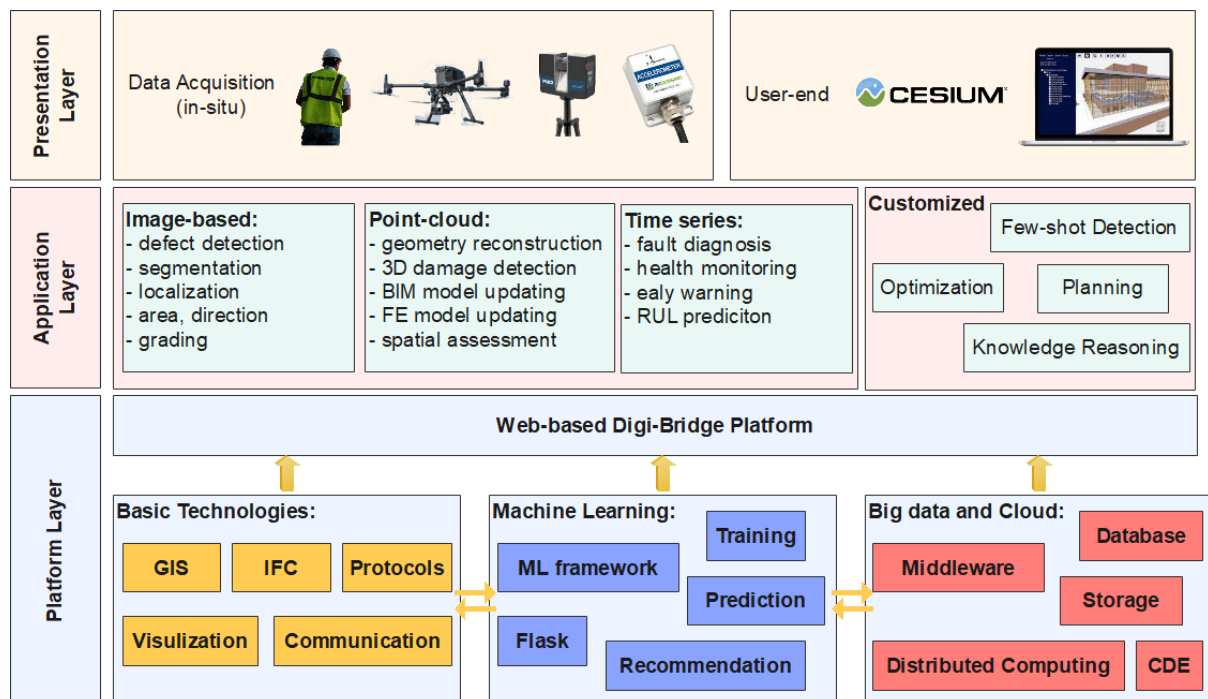 Presentation
Layer
Data Acquisition
(in-situ)
ACCELEROMETER
User-end
CESIUM
Application
Layer
Image-based:
- defect detection
- segmentation
- localization
- area, direction
- grading
Point-cloud:
- geometry reconstruction
- 3D damage detection
- BIM model updating
- FE model updating
- spatial assessment
Time series:
- fault diagnosis
- health monitoring
- ealy warning
- RUL prediciton
Customized
Few-shot Detection
Optimization
Planning
Knowledge Reasoning
Platform Layer
Web-based Digi-Bridge Platform
Basic Technologies:
GIS
IFC
Protocols
Visulization
Communication
Machine Learning:
Training
ML framework
Prediction
Flask
Recommendation
Big data and Cloud:
Database
Middleware
Storage
Distributed Computing
CDE